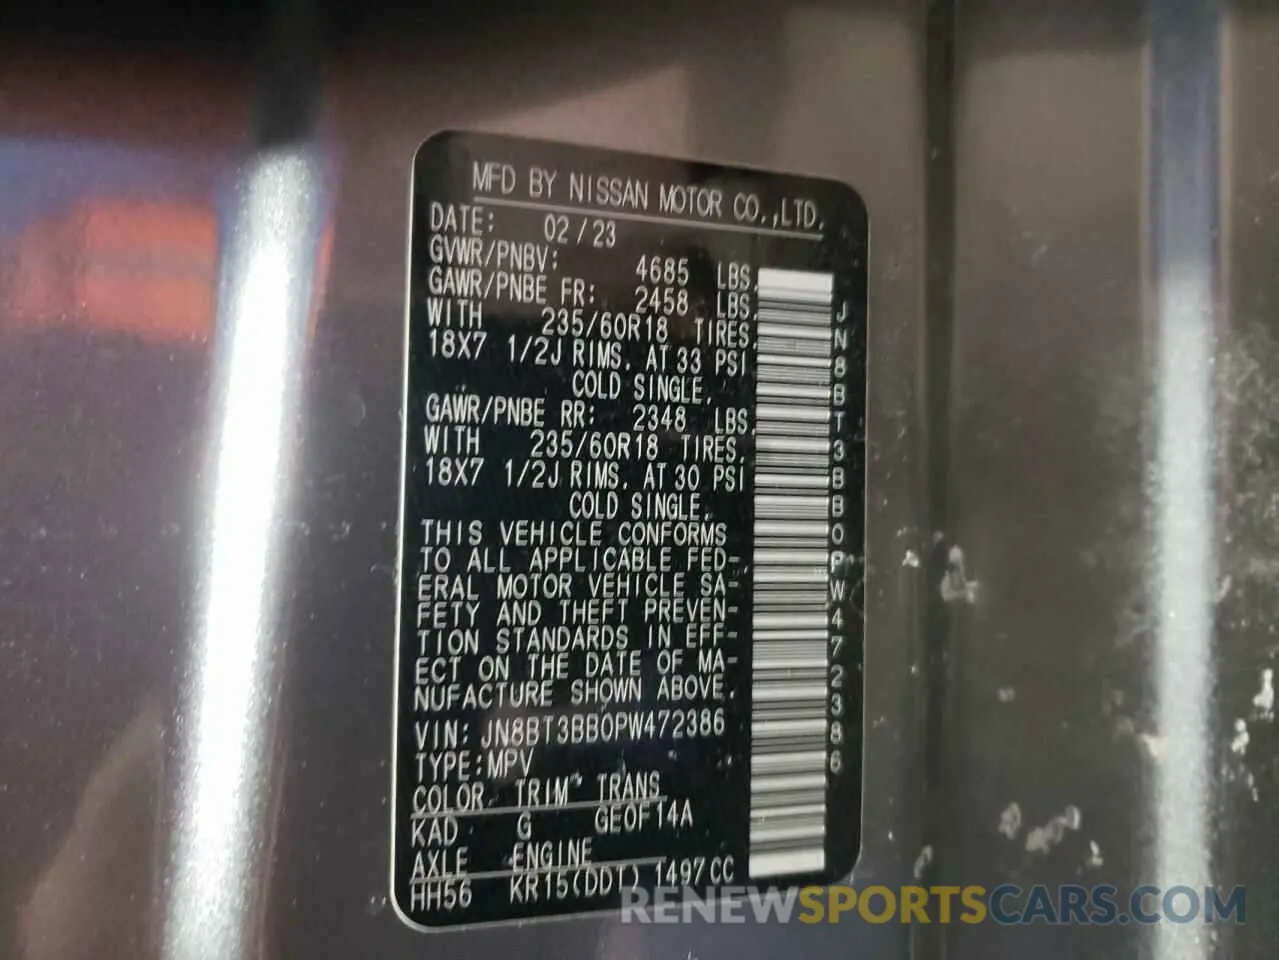 MFD BY NISSAN MOTOR CO.,LTD.
DATE: 02/23
GVWR/PNBV: 4685 LBS.
GAWR/PNBE FR: 2458 LBS.
WITH 235/60R18 TIRES,
18X7 1/2J RIMS, AT 33 PSI
COLD SINGLE.
GAWR/PNBE RR: 2348 LBS.
WITH 235/60R18 TIRES,
18X7 1/2J RIMS, AT 30 PSI
COLD SINGLE.
THIS VEHICLE CONFORMS
TO ALL APPLICABLE FED-
ERAL MOTOR VEHICLE SA-
FETY AND THEFT PREVEN-
TION STANDARDS IN EFF-
ECT ON THE DATE OF MA-
NUFACTURE SHOWN ABOVE.
VIN: JN8BT3BB0PW472386
TYPE:MPV
COLOR TRIM TRANS
KAD G GE0F14A
AXLE ENGINE
HH56 KR15(DDT) 1497CC
JN8BT3BB0PW472386
RENEWSPORTSCARS.COM